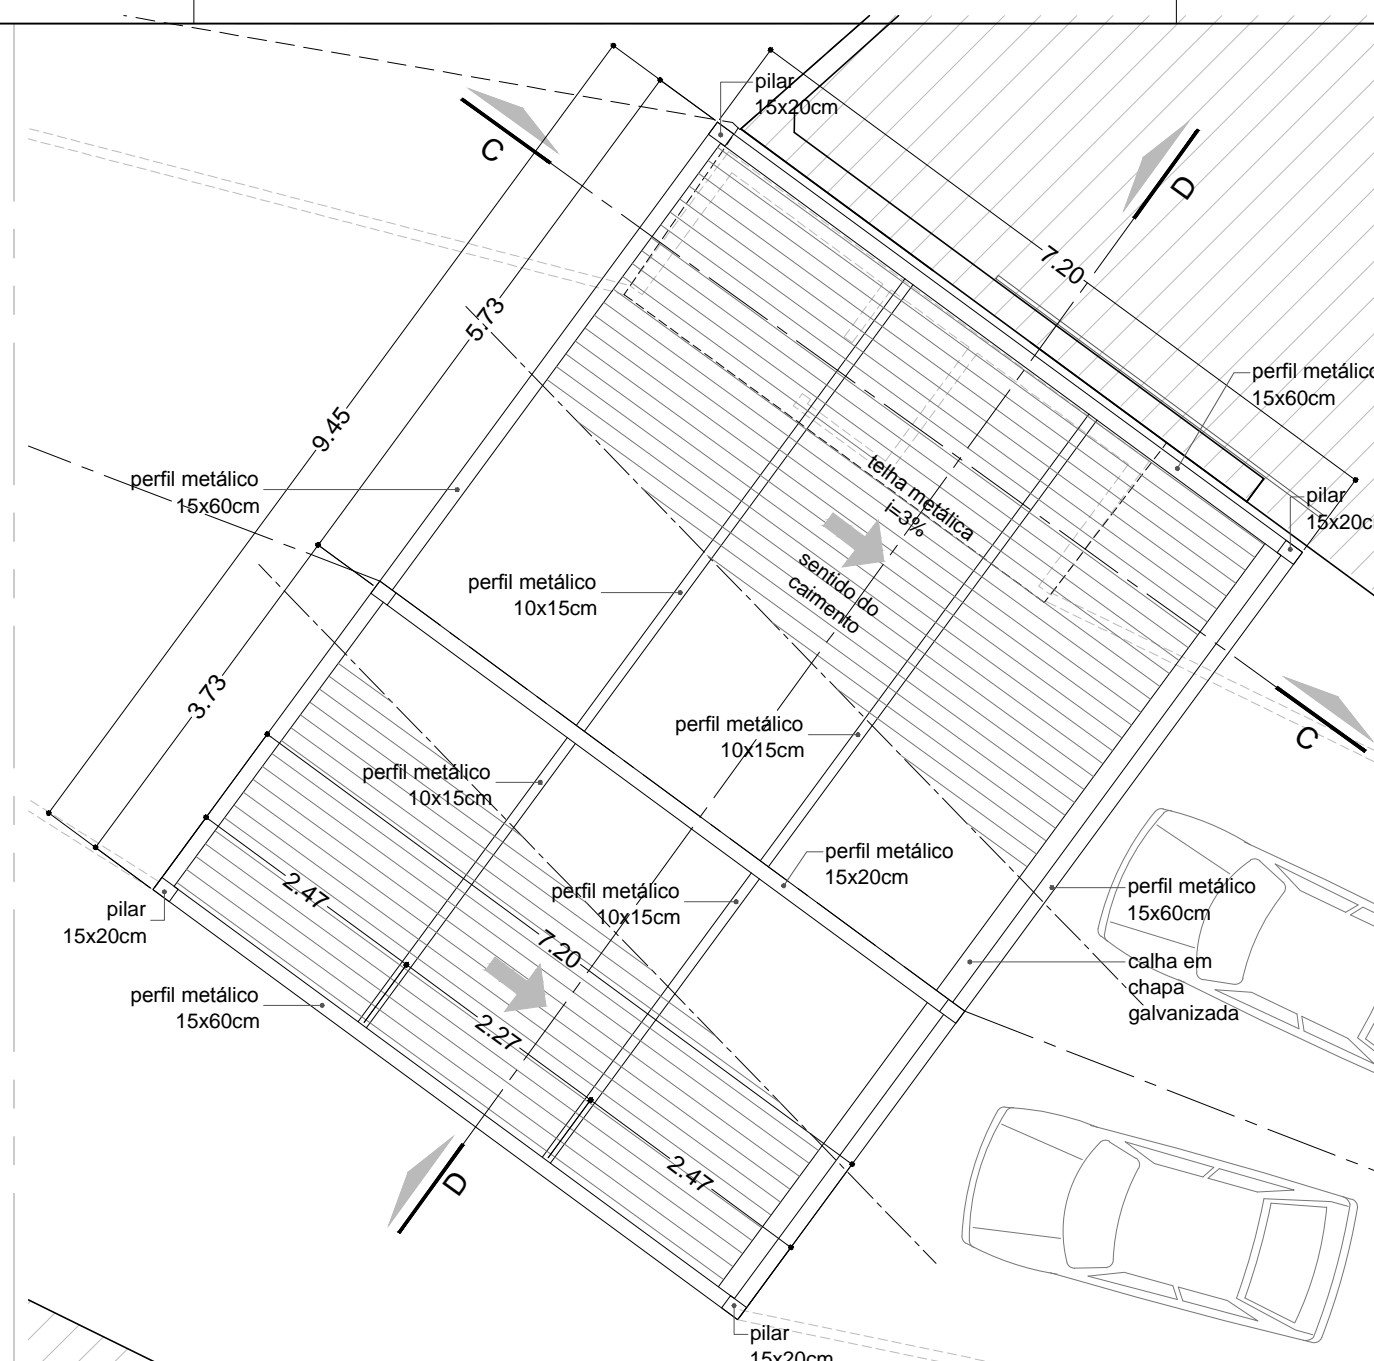 pilar
15x20cm
C
D
7.20
5.73
perfil metálico
15x60cm
9.45
telha metálica
i=3%
perfil metálico
15x60cm
pilar
15x20c
sentido do
caimento
perfil metálico
10x15cm
3.73
perfil metálico
10x15cm
C
perfil metálico
10x15cm
perfil metálico
15x20cm
2.47
perfil metálico
10x15cm
perfil metálico
15x60cm
pilar
15x20cm
7.20
calha em
chapa
galvanizada
perfil metálico
15x60cm
2.27
D
2.47
pilar
15x20cm